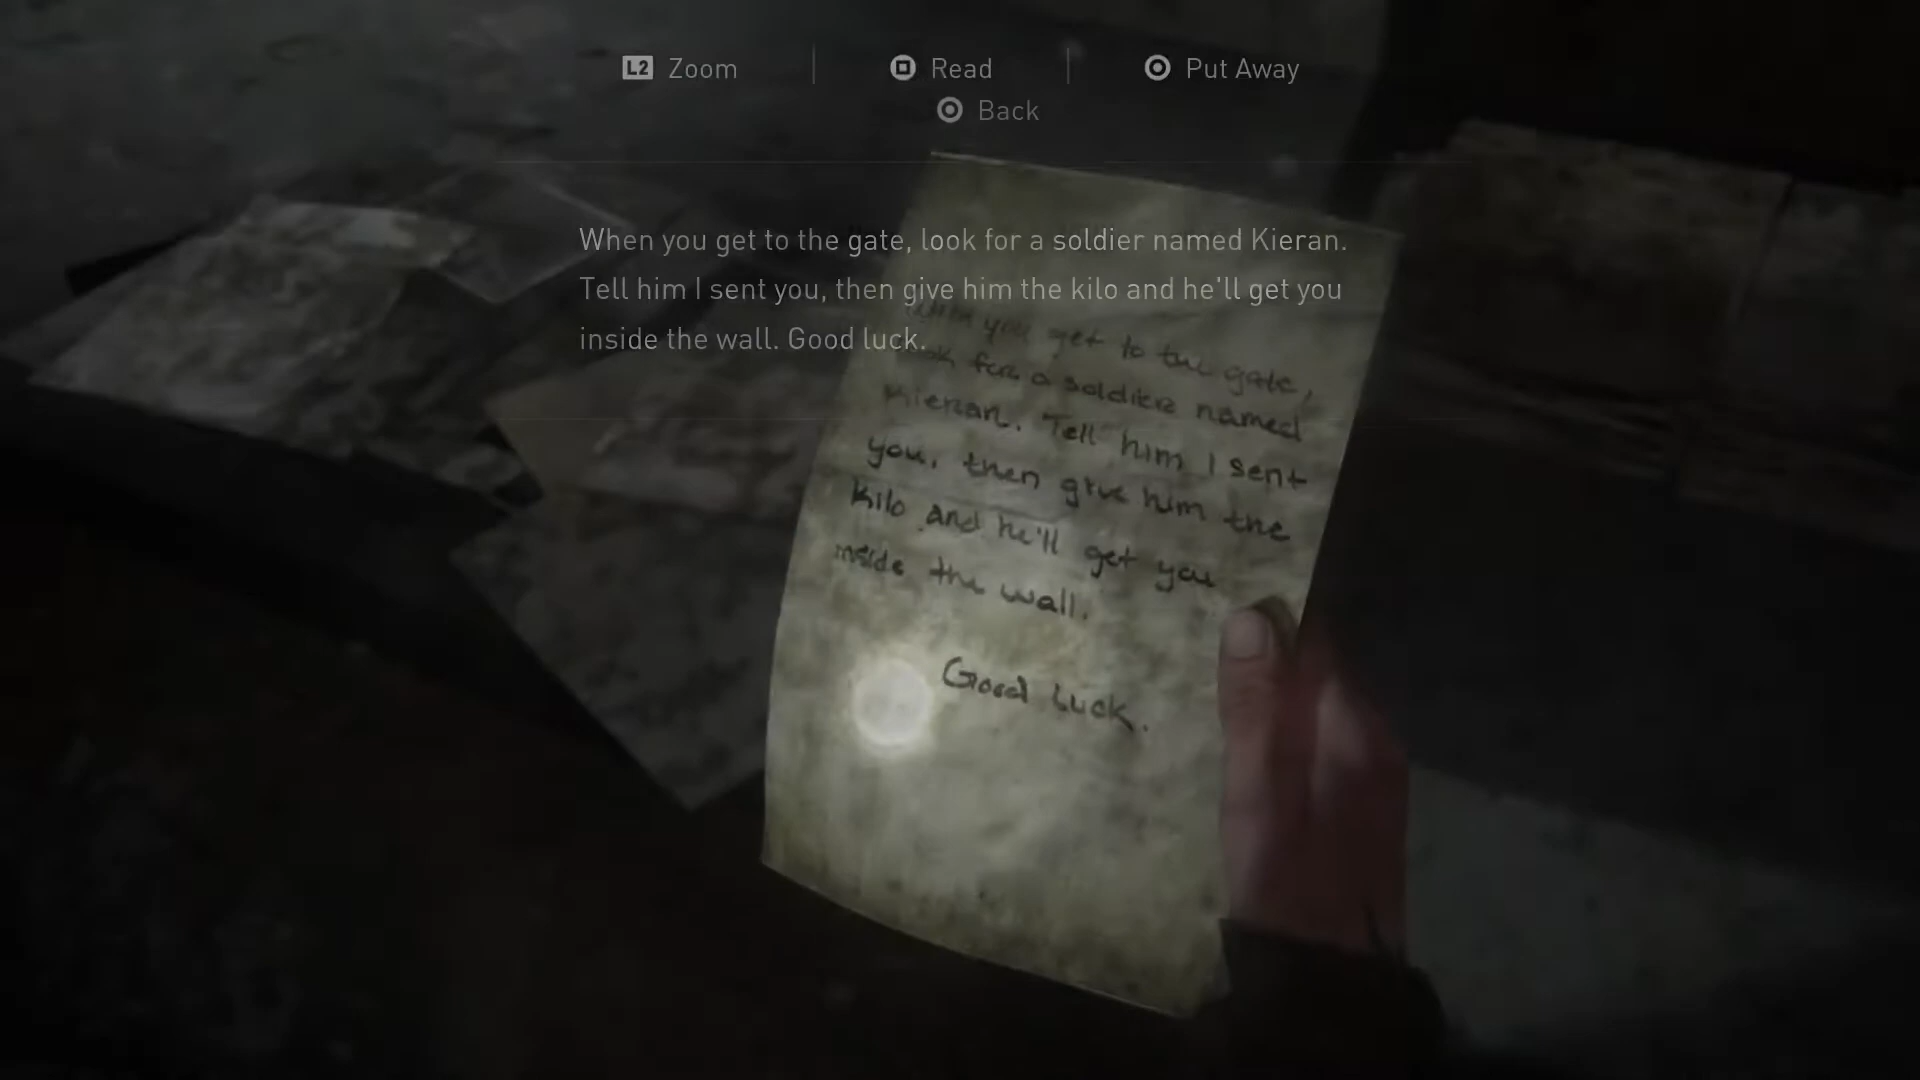 L2 Zoom
Read
Put Away
Back
When you get to the gate, look for a soldier named Kieran.
Tell him I sent you, then give him the kilo and he'll get you
inside the wall. Good luck.
When you get to the gate,
look for a soldier named
Kieran. Tell him I sent
you, then give him the
kilo and he'll get you
inside the wall.
Good luck.